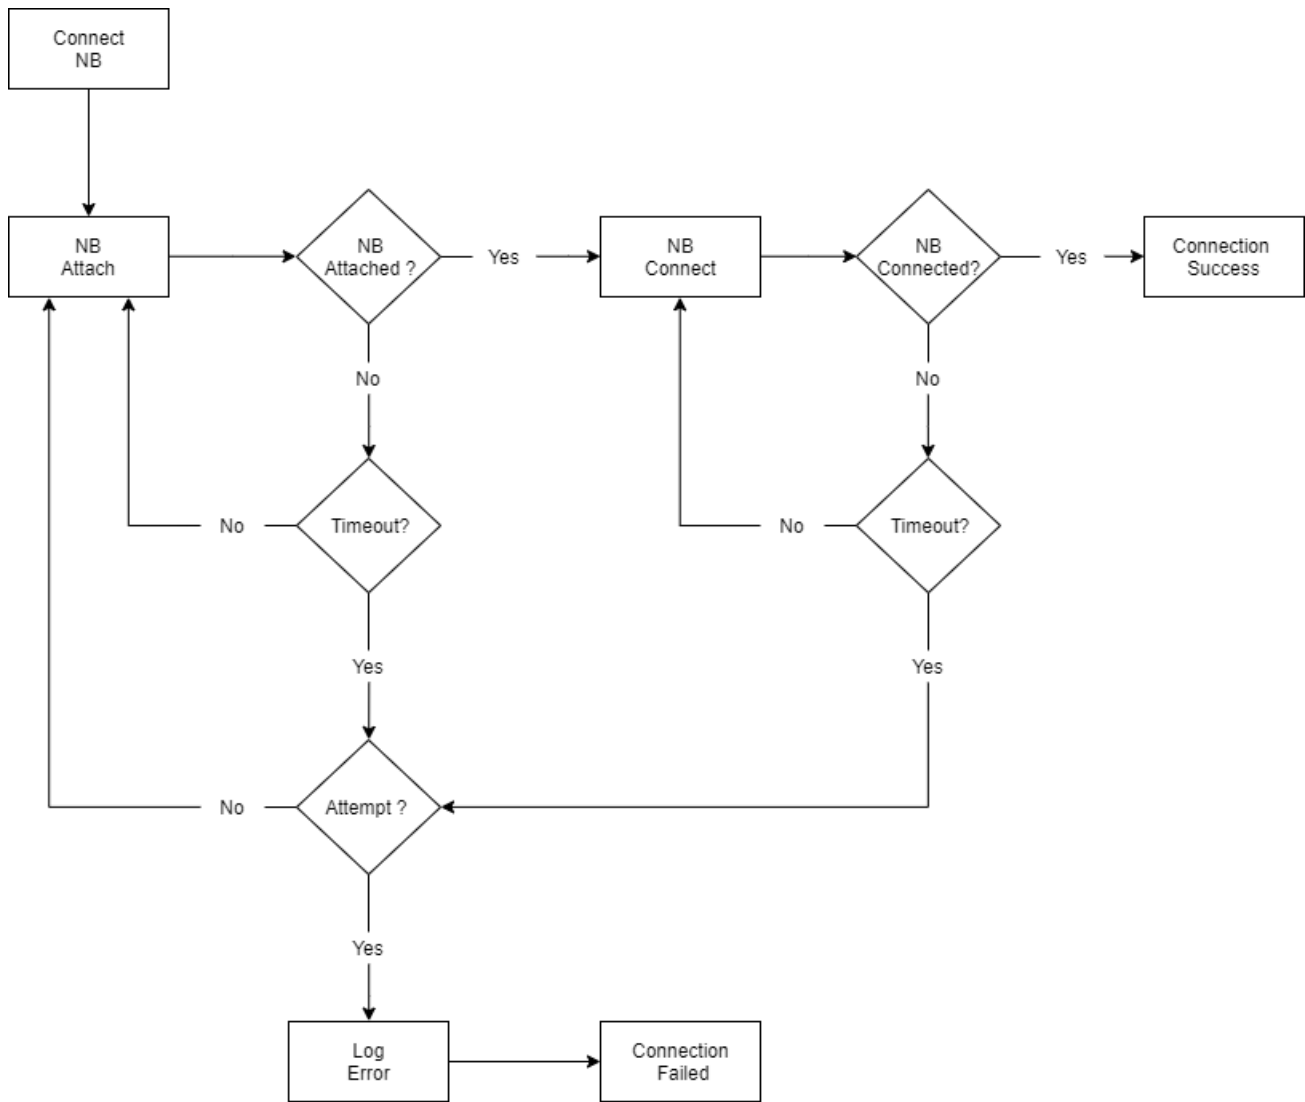 Connect
NB
NB
Attach
NB
Attached ?
Yes
NB
Connect
NB
Connected?
Yes
Connection
Success
No
No
No
Timeout?
No
Timeout?
Yes
Yes
No
Attempt ?
Yes
Log
Error
Connection
Failed